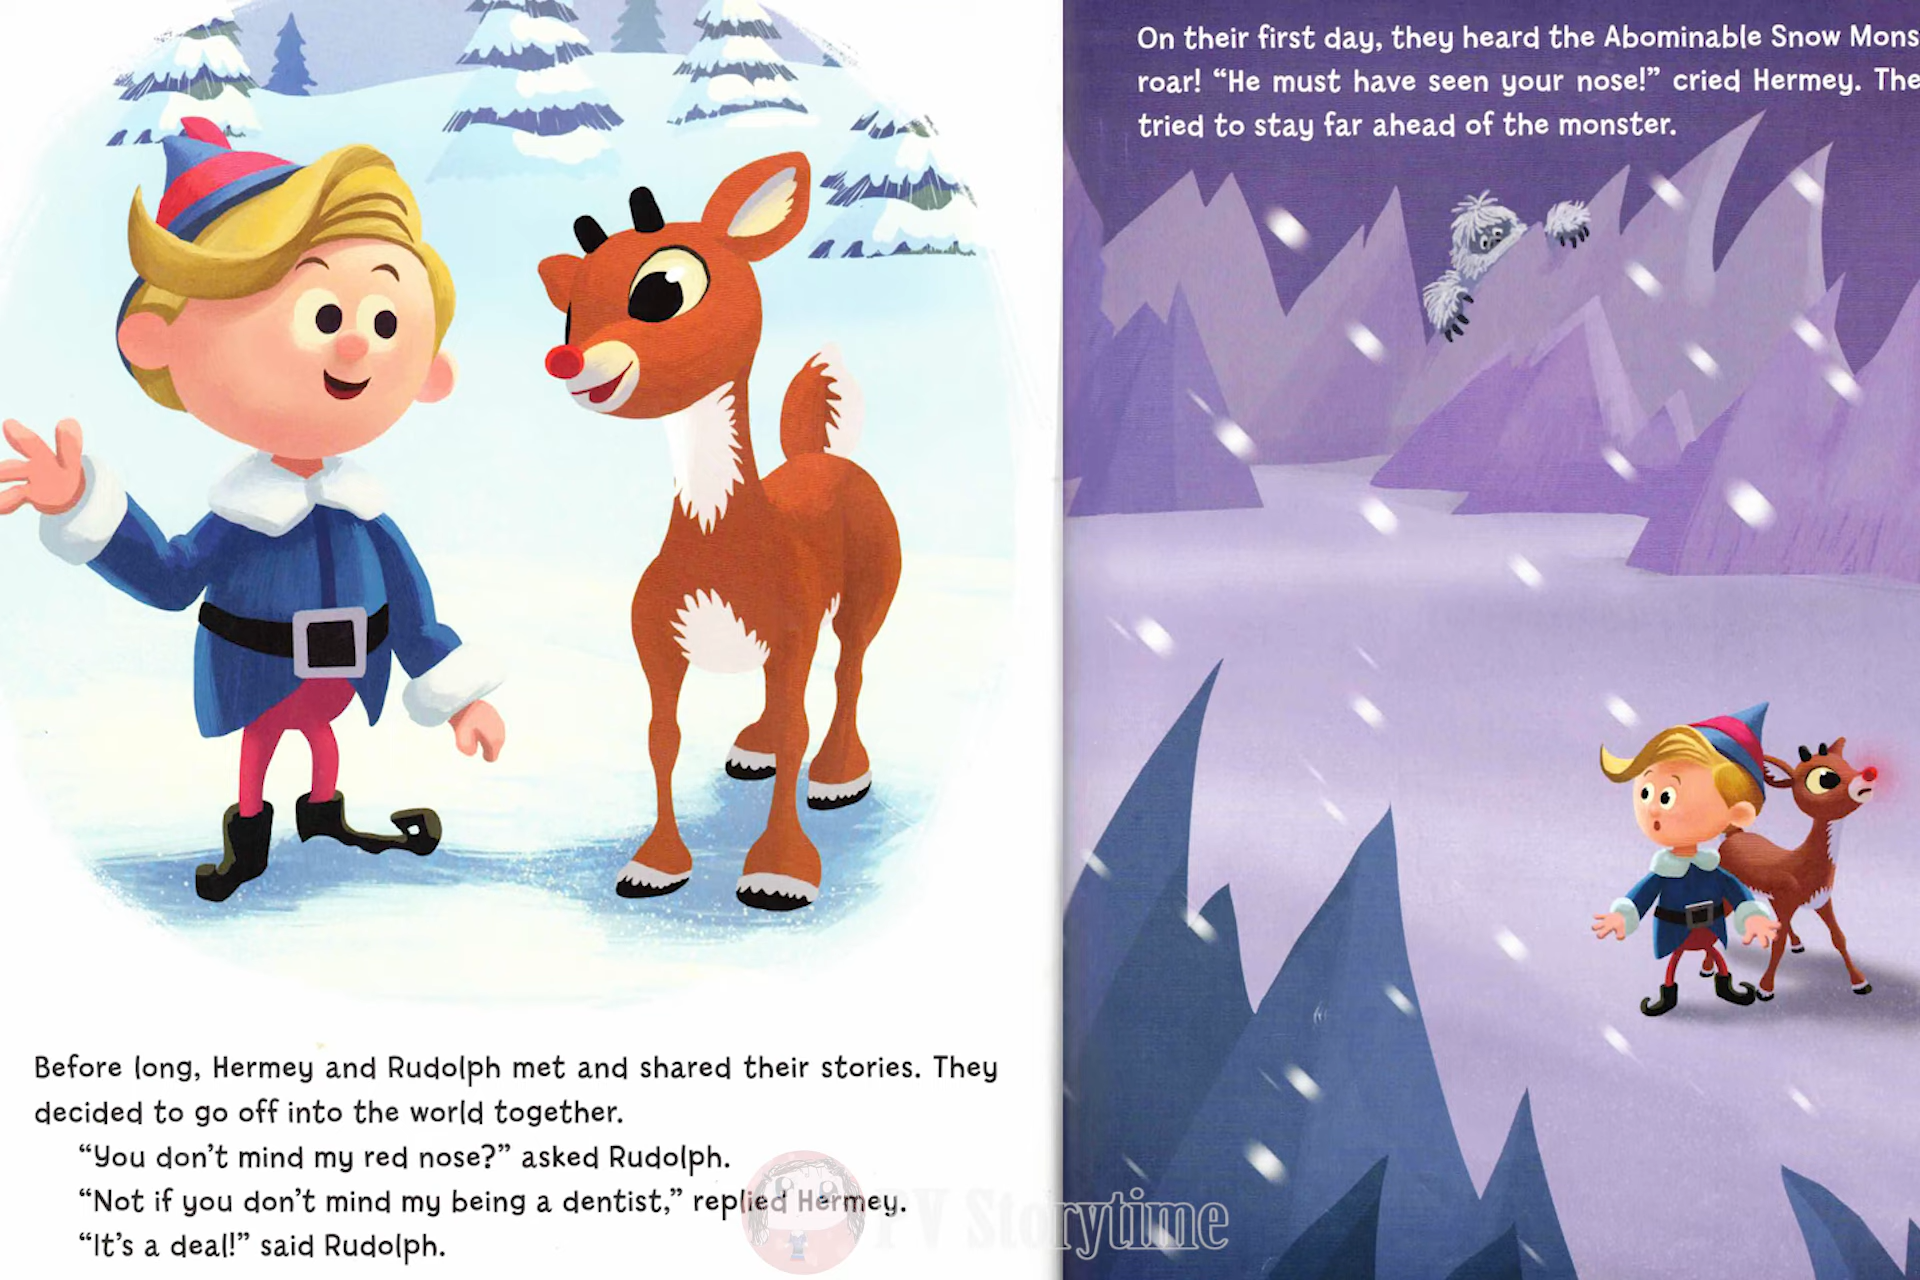 Before long, Hermey and Rudolph met and shared their stories. They
decided to go off into the world together.
“You don’t mind my red nose?” asked Rudolph.
“Not if you don’t mind my being a dentist,” replied Hermey.
“It’s a deal!” said Rudolph.
PV Storytime
On their first day, they heard the Abominable Snow Mons
roar! “He must have seen your nose!” cried Hermey. The
tried to stay far ahead of the monster.